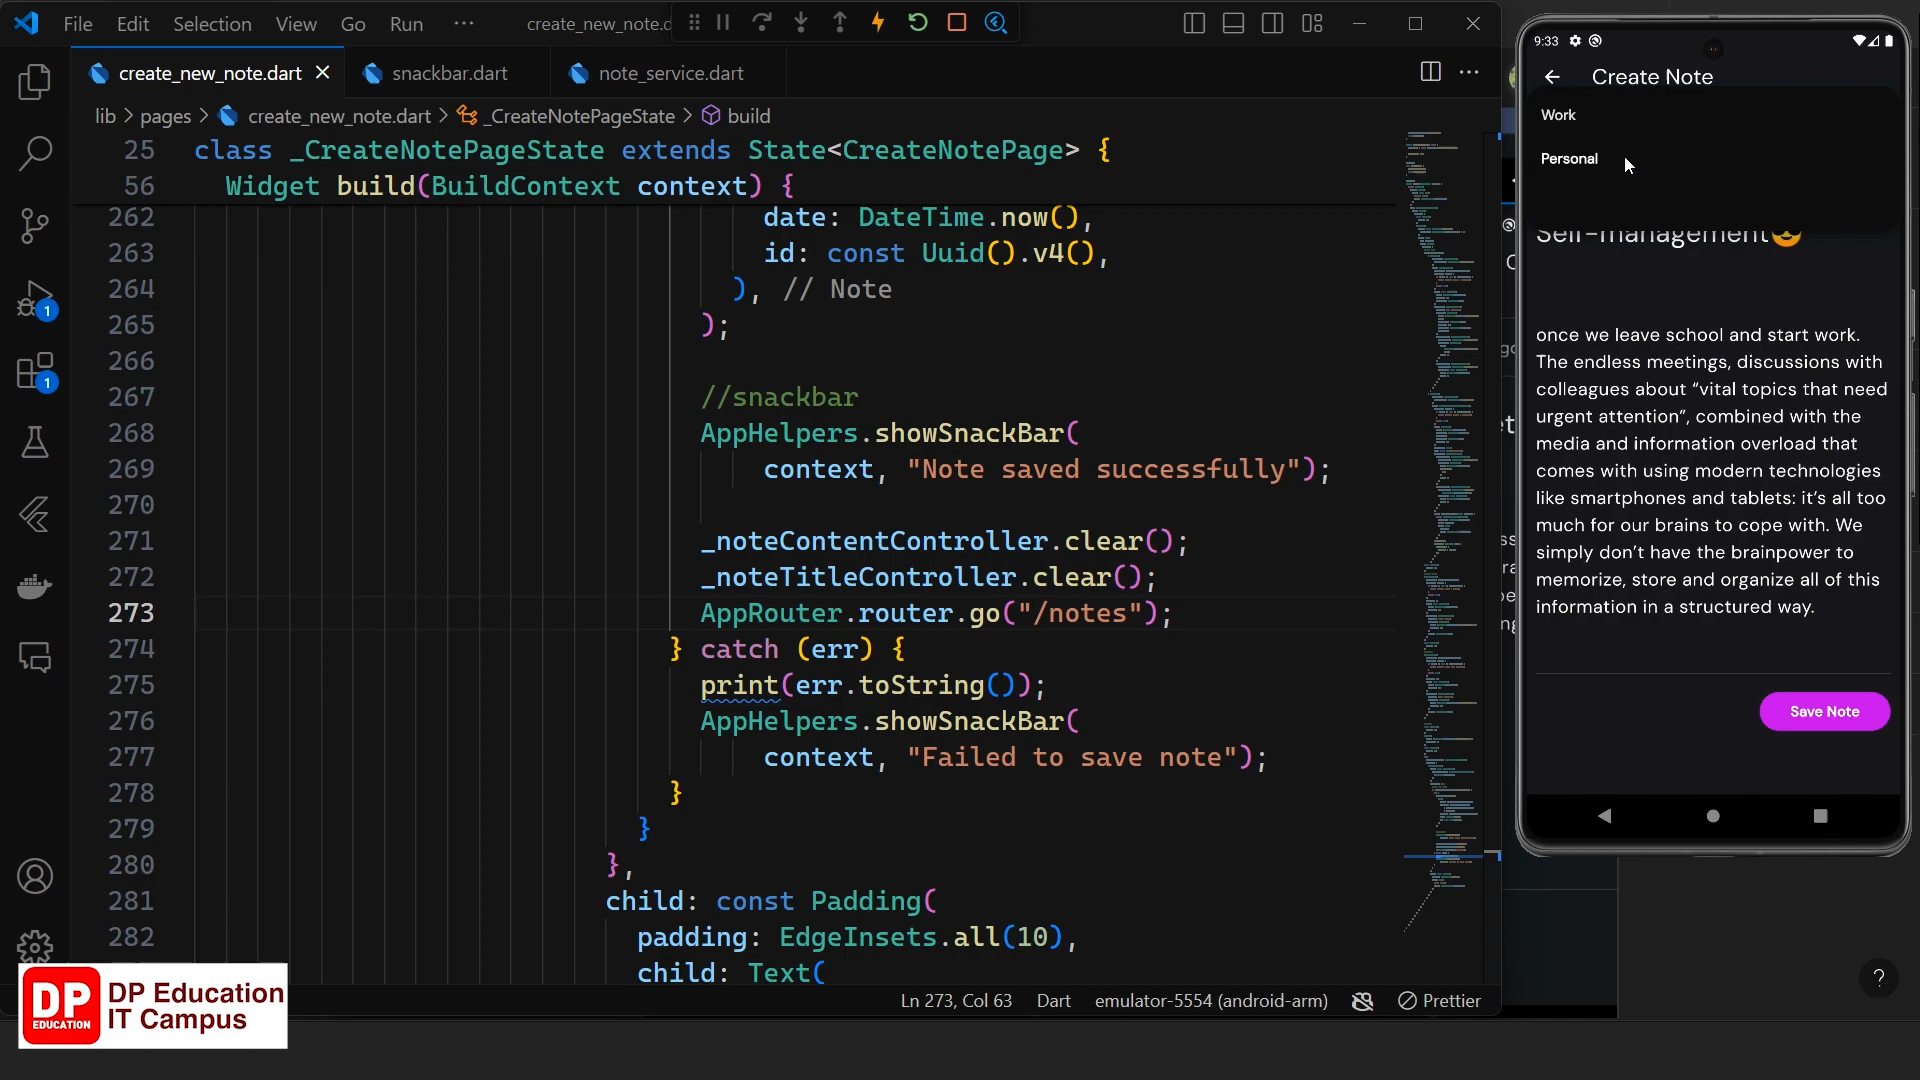 File Edit Selection View Go Run ··· create_new_note.d
create_new_note.dart
snackbar.dart
note_service.dart
lib > pages > create_new_note.dart > _CreateNotePageState > build
25 class _CreateNotePageState extends State<CreateNotePage> {
56 Widget build(BuildContext context) {
262 date: DateTime.now(),
263 id: const Uuid().v4(),
264 ), // Note
265 );
266
267 //snackbar
268 AppHelpers.showSnackBar(
269 context, "Note saved successfully");
270
271 _noteContentController.clear();
272 _noteTitleController.clear();
273 AppRouter.router.go("/notes");
274 } catch (err) {
275 print(err.toString());
276 AppHelpers.showSnackBar(
277 context, "Failed to save note");
278 }
279 }
280 },
281 child: const Padding(
282 padding: EdgeInsets.all(10),
child: Text(
Ln 273, Col 63 Dart emulator-5554 (android-arm) Prettier
1
1
DP
EDUCATION
DP Education
IT Campus
9:33
Create Note
Work
Personal
Self-management😎
once we leave school and start work.
The endless meetings, discussions with
colleagues about “vital topics that need
urgent attention”, combined with the
media and information overload that
comes with using modern technologies
like smartphones and tablets: it’s all too
much for our brains to cope with. We
simply don’t have the brainpower to
memorize, store and organize all of this
information in a structured way.
Save Note
?